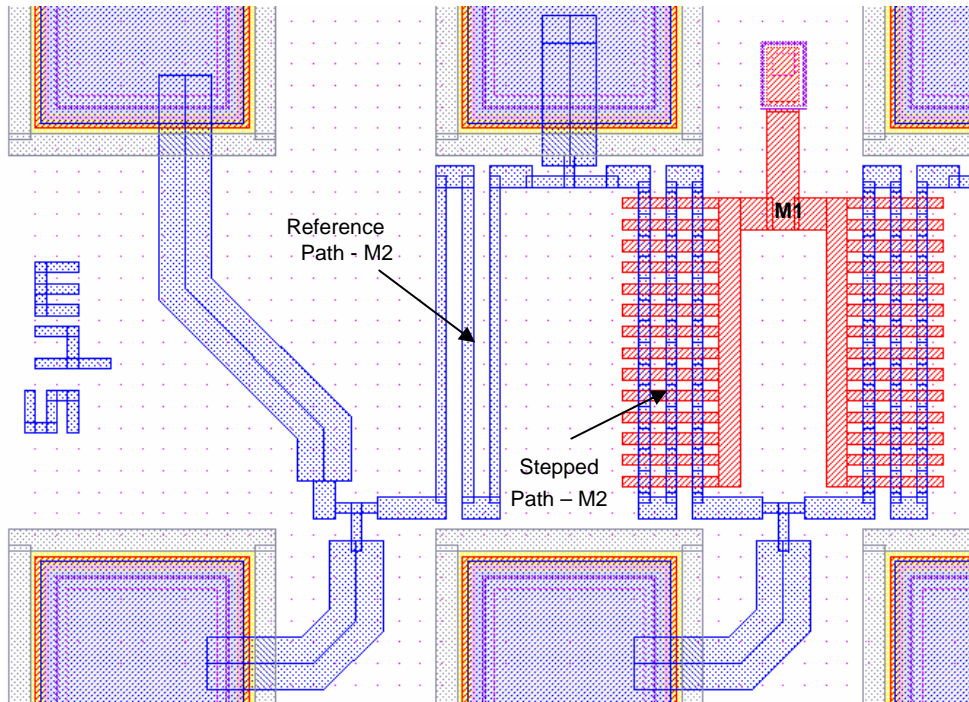 M1
Reference
Path - M2
Stepped
Path – M2